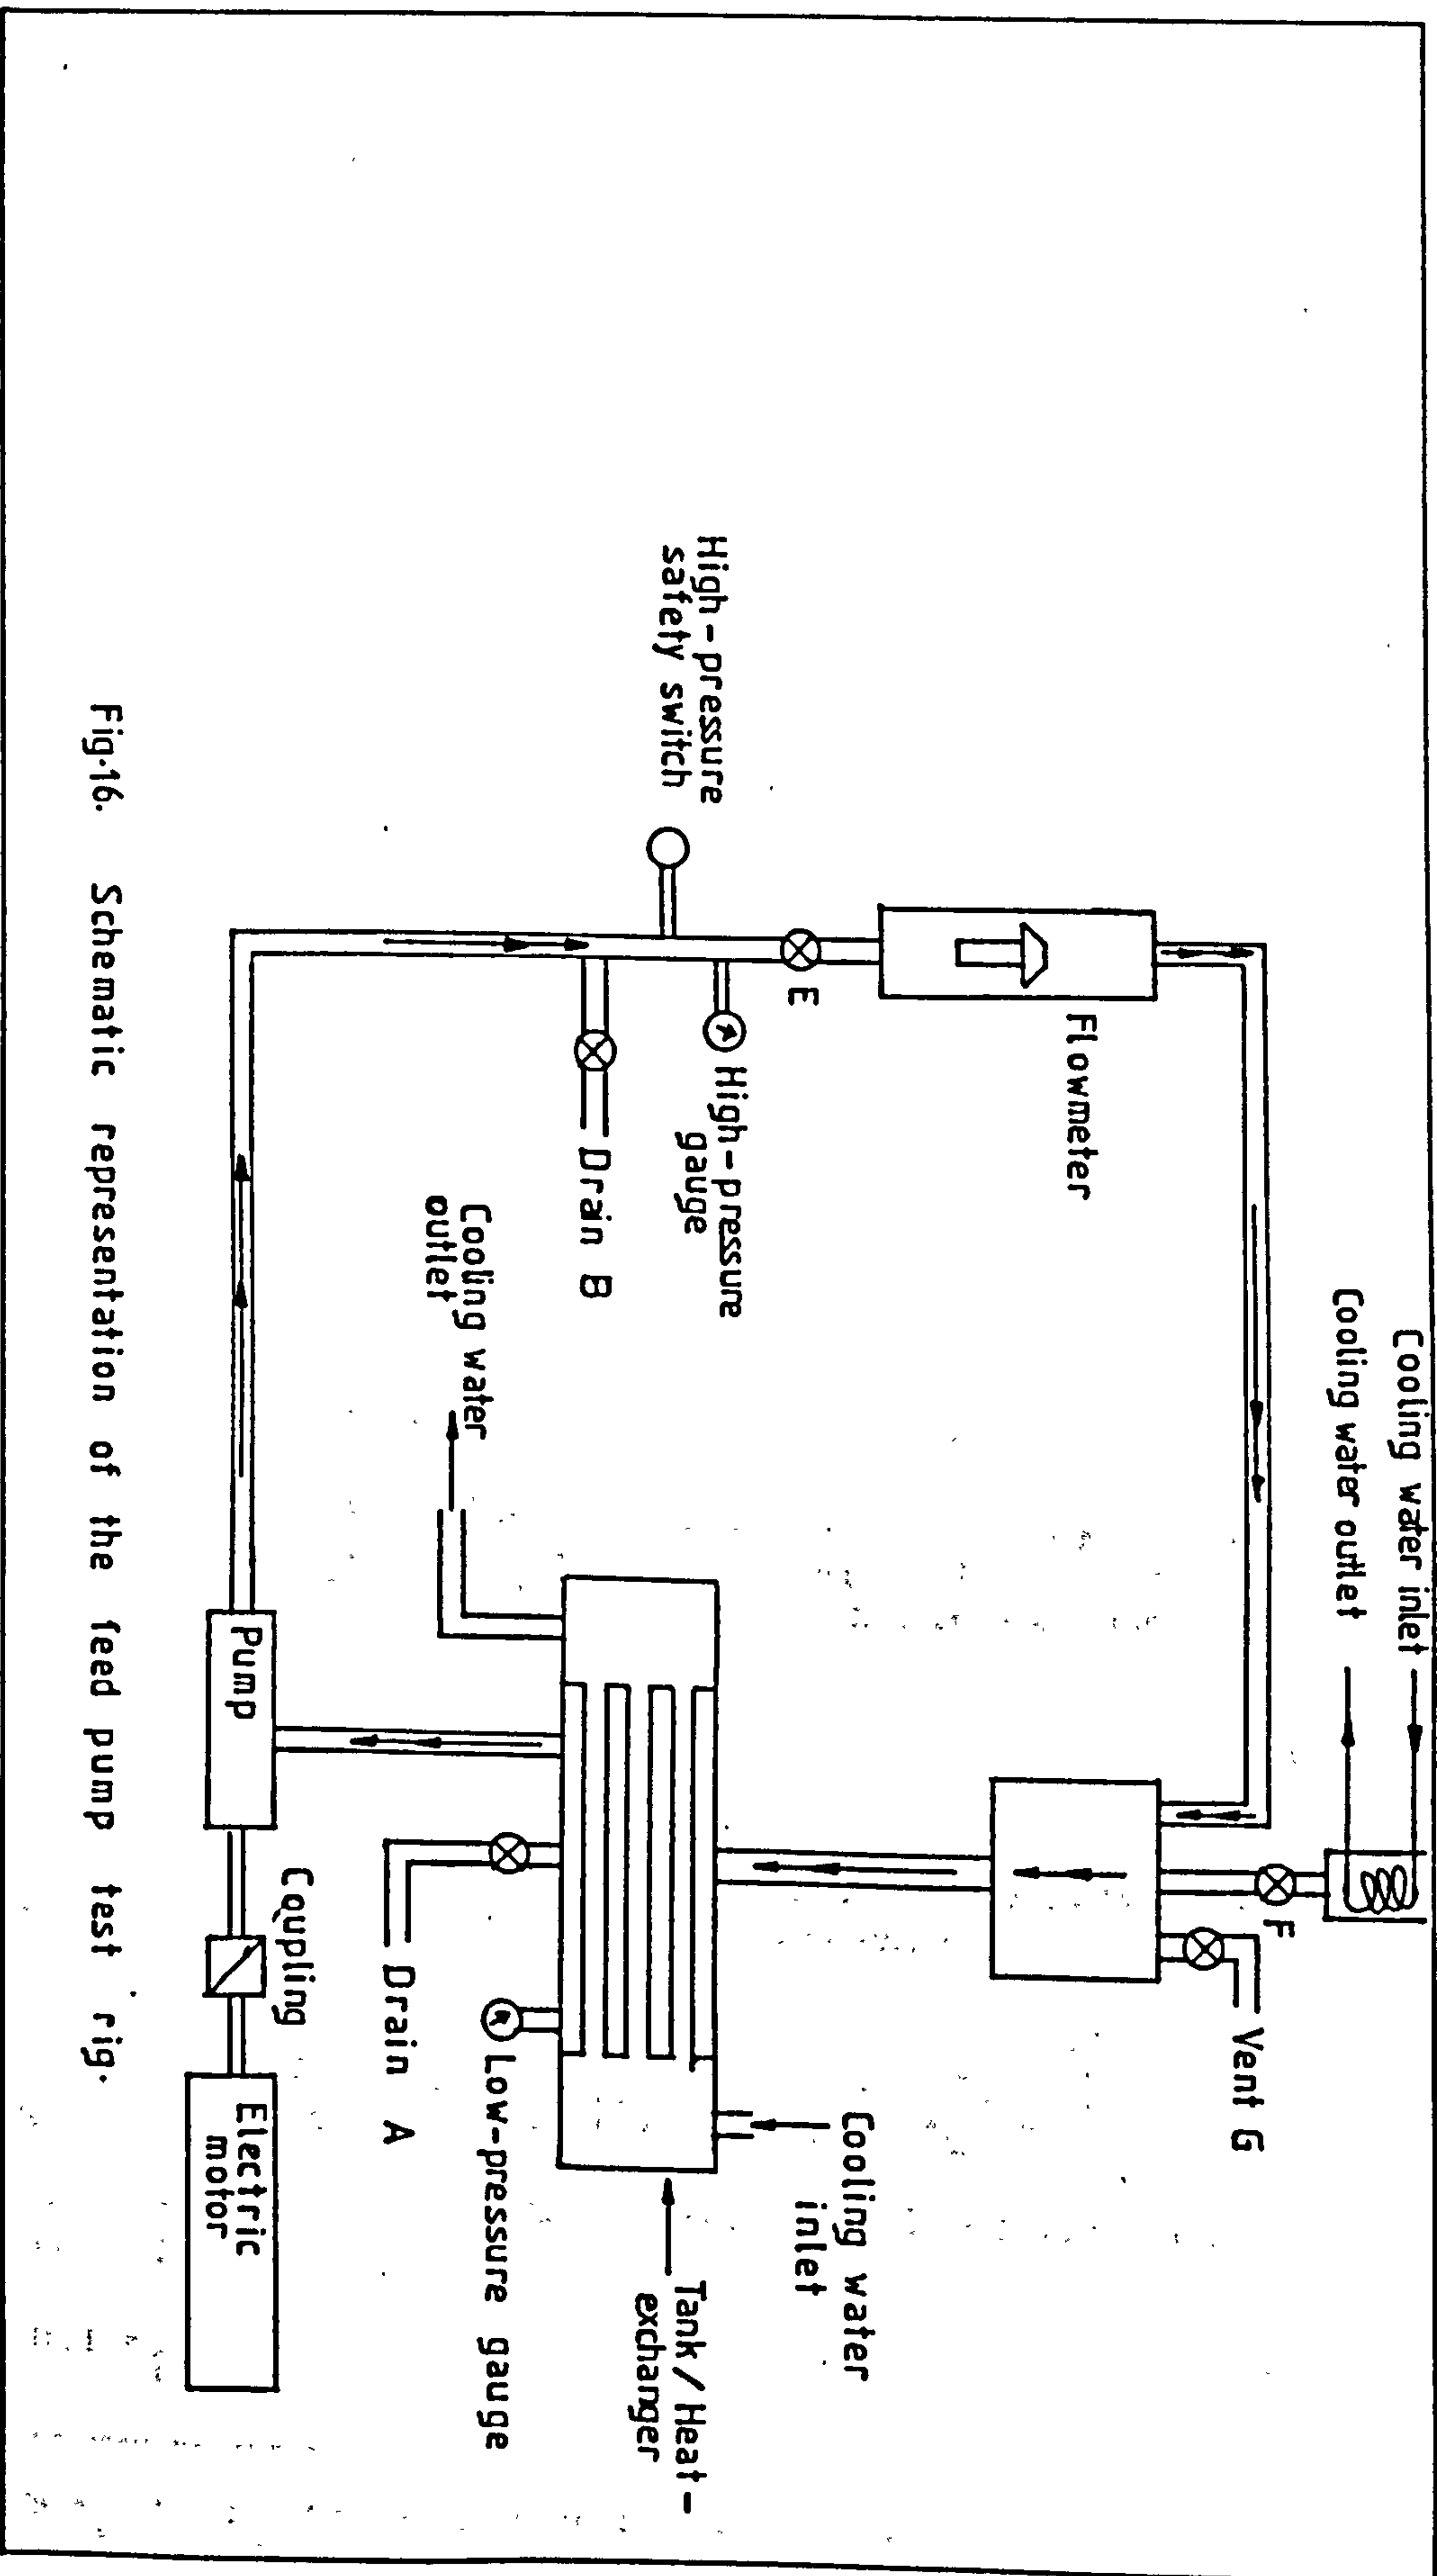 Cooling water inlet
Cooling water outlet
F
Vent G
Flowmeter
Cooling water
inlet
E
High-pressure
safety switch
High-pressure
gauge
Tank/Heat-
exchanger
Drain B
Cooling water
outlet
Low-pressure gauge
Drain A
Pump
Coupling
Electric
motor
Fig.16. Schematic representation of the feed pump test rig.